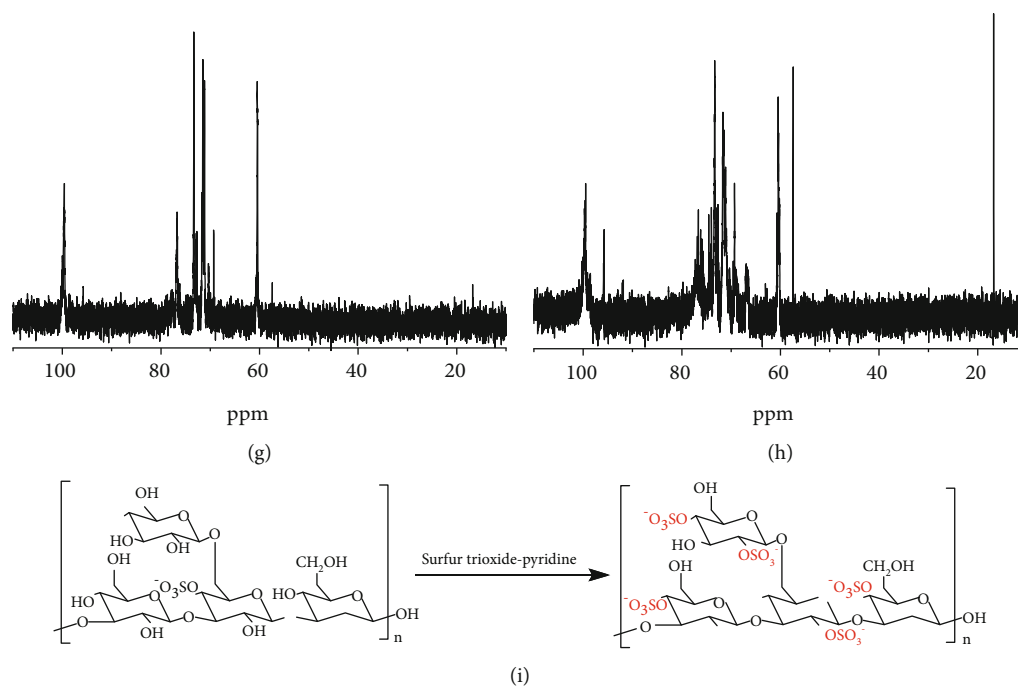 100 80 60 40 20
ppm
(g)
100 80 60 40 20
ppm
(h)
OH
O
HO
OH
O
OH
⁻O₃SO
HO
O
O
OH
O
O
OH
CH₂OH
HO
O
OH
n
Surfur trioxide-pyridine
OH
⁻O₃SO
O
HO
OSO₃⁻
O
OH
⁻O₃SO
O
O
O
O
OSO₃⁻
O
⁻O₃SO
CH₂OH
O
OH
n
(i)